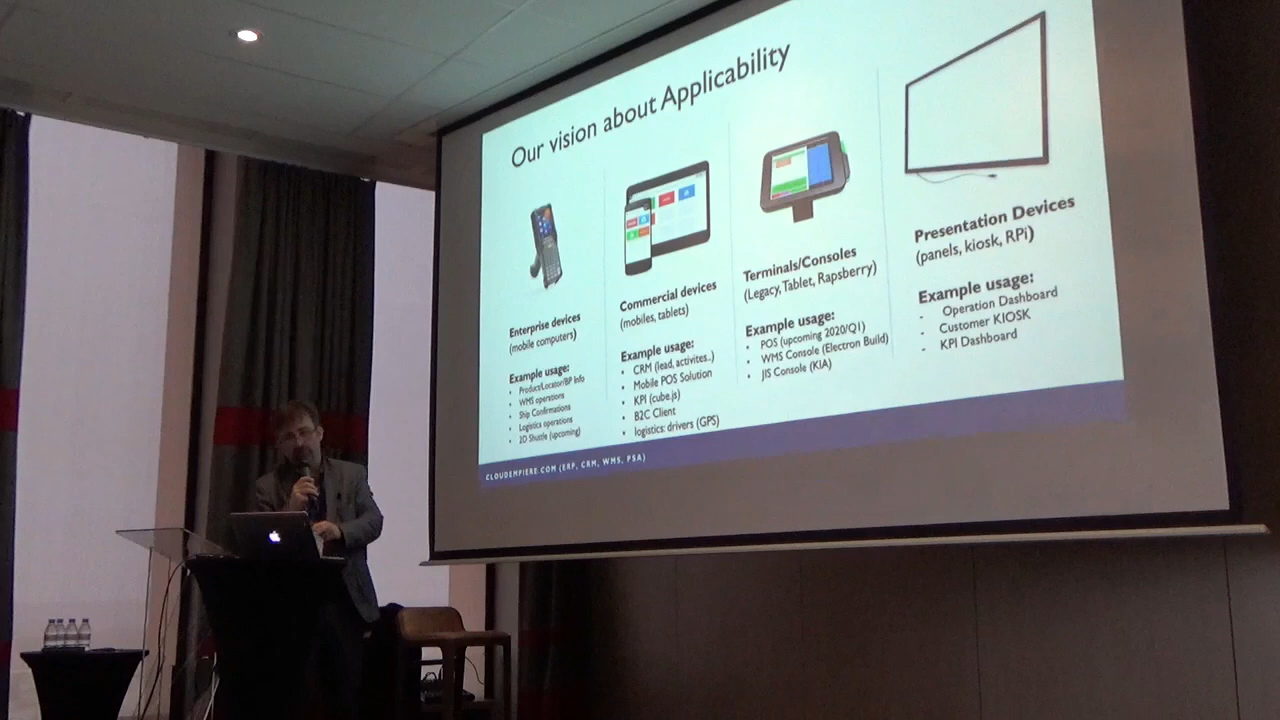 Our vision about Applicability
Enterprise devices
(mobile computers)
Example usage:
• Product/Locator/BP Info
• WMS operations
• Ship Confirmations
• Logistics operations
• 2D Shuttle (upcoming)
Commercial devices
(mobiles, tablets)
Example usage:
• CRM (lead, activites..)
• Mobile POS Solution
• KPI (cube.js)
• B2C Client
• logistics: drivers (GPS)
Terminals/Consoles
(Legacy, Tablet, Rapsberry)
Example usage:
• POS (upcoming 2020/Q1)
• WMS Console (Electron Build)
• JIS Console (KIA)
Presentation Devices
(panels, kiosk, RPi)
Example usage:
- Operation Dashboard
- Customer KIOSK
- KPI Dashboard
CLOUDEMPIERE.COM (ERP, CRM, WMS, PSA)